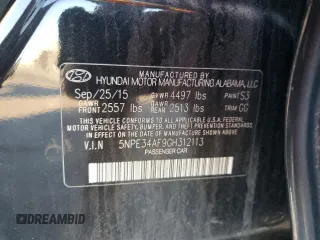 MANUFACTURED BY
HYUNDAI MOTOR MANUFACTURING ALABAMA, LLC
Sep/25/15 GVWR 4497 lbs PAINT S3
GAWR FRONT 2557 lbs GAWR REAR 2513 lbs TRIM GG
THIS VEHICLE CONFORMS TO ALL APPLICABLE
FEDERAL MOTOR VEHICLE SAFETY, BUMPER,
AND THEFT PREVENTION STANDARDS IN EFFECT
ON THE DATE OF MANUFACTURE SHOWN ABOVE.
V.I.N 5NPE34AF9GH312113
PASSENGER CAR
© EPICBID
AMERICA